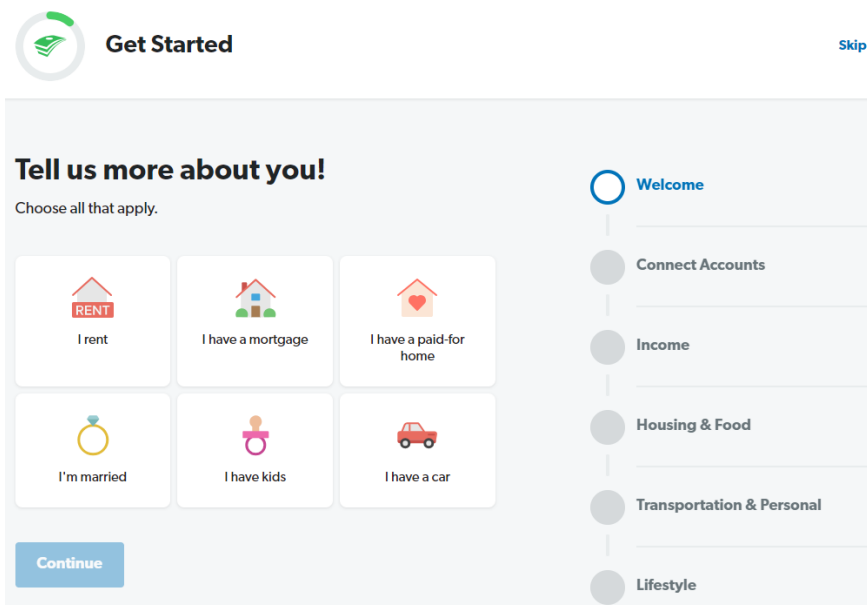 Get Started
Skip
Tell us more about you!
Choose all that apply.
RENT
I rent
I have a mortgage
I have a paid-for
home
I'm married
I have kids
I have a car
Continue
Welcome
Connect Accounts
Income
Housing & Food
Transportation & Personal
Lifestyle